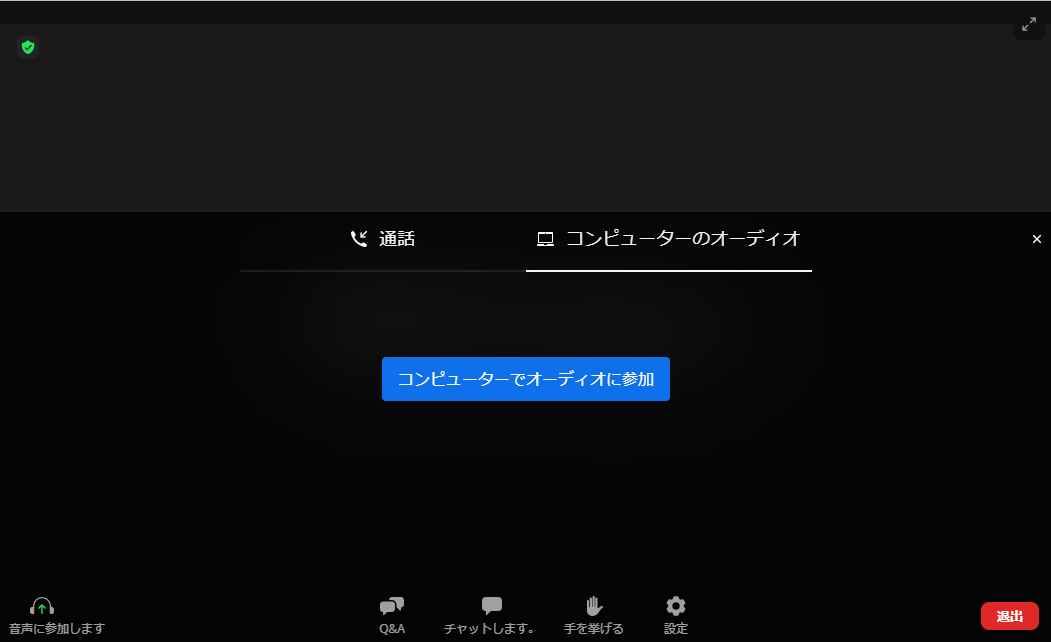 通話
コンピューターのオーディオ
コンピューターでオーディオに参加
音声に参加します
Q&A
チャットします。
手を挙げる
設定
退出